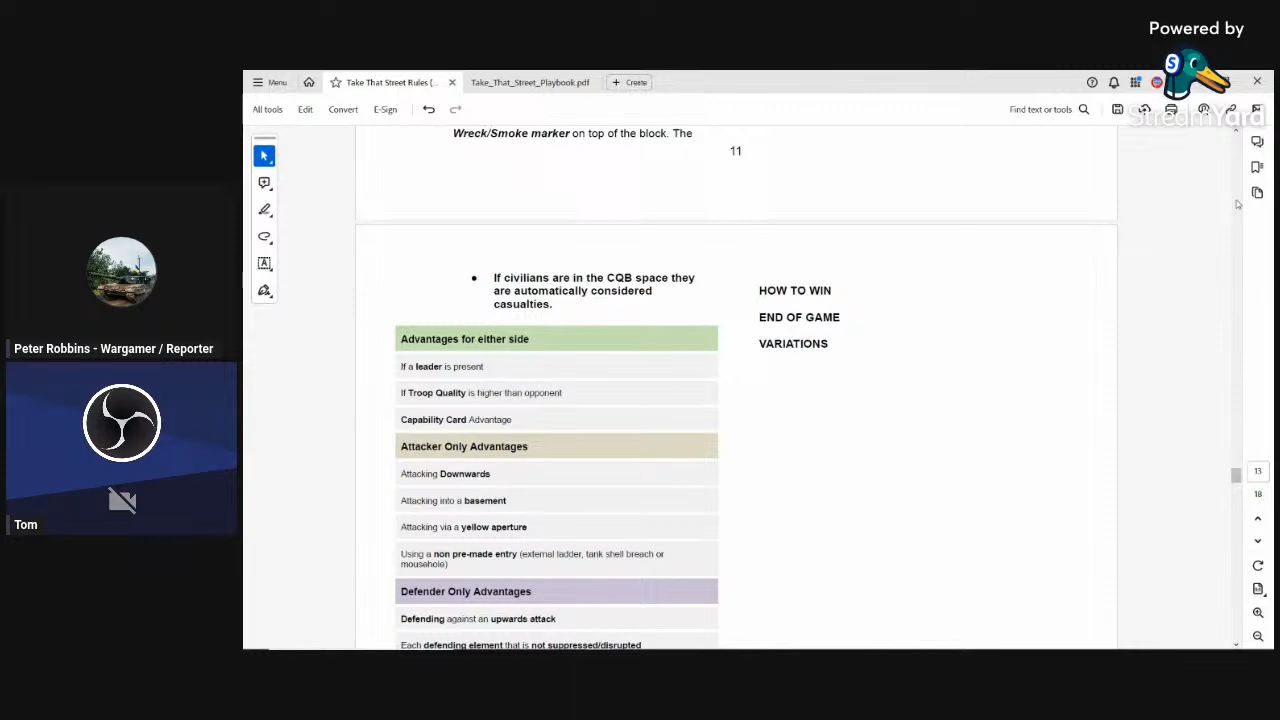 Powered by
StreamYard
Menu
Take That Street Rules (...
Take_That_Street_Playbook.pdf
Create
All tools
Edit
Convert
E-Sign
Find text or tools
Wreck/Smoke marker on top of the block. The
11
• If civilians are in the CQB space they
are automatically considered
casualties.
Advantages for either side
If a leader is present
If Troop Quality is higher than opponent
Capability Card Advantage
Attacker Only Advantages
Attacking Downwards
Attacking into a basement
Attacking via a yellow aperture
Using a non pre-made entry (external ladder, tank shell breach or
mousehole)
Defender Only Advantages
Defending against an upwards attack
Each defending element that is not suppressed/disrupted
HOW TO WIN
END OF GAME
VARIATIONS
13
18
Peter Robbins - Wargamer / Reporter
Tom